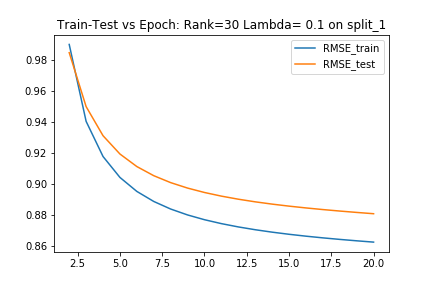 Train-Test vs Epoch: Rank=30 Lambda= 0.1 on split_1
RMSE_train
RMSE_test
0.98
0.96
0.94
0.92
0.90
0.88
0.86
2.5 5.0 7.5 10.0 12.5 15.0 17.5 20.0